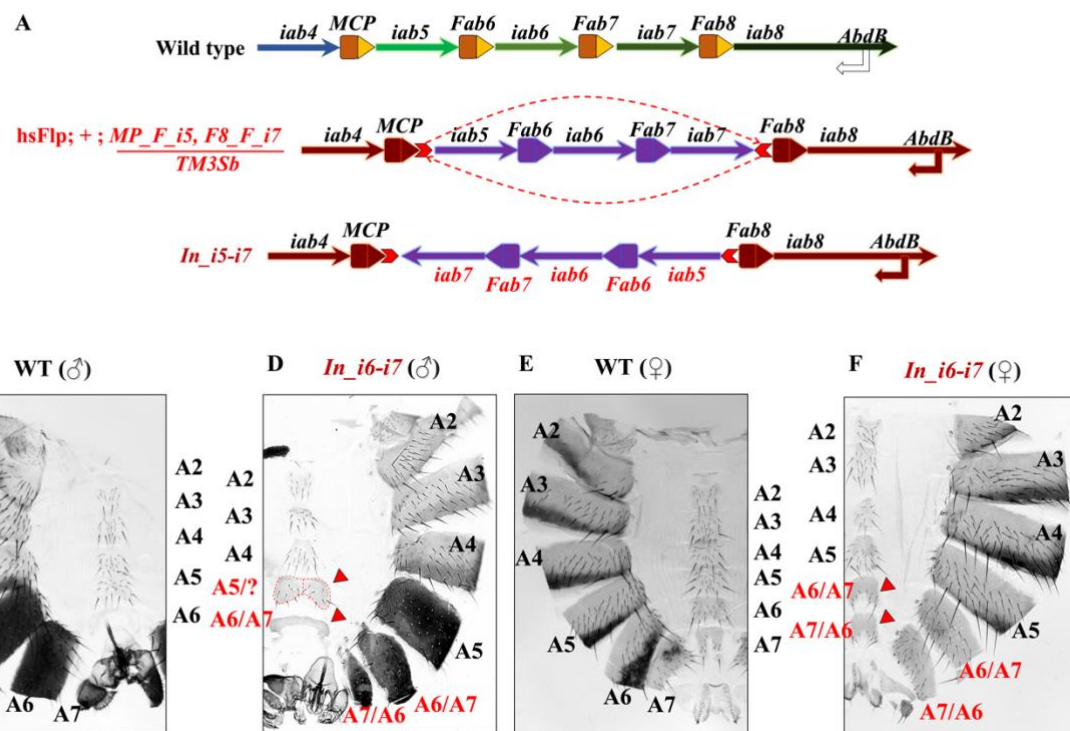 A
iab4 MCP iab5 Fab6 iab6 Fab7 iab7 Fab8 iab8 AbdB
Wild type
hsFlp; + ; MP_F_i5, F8_F_i7
TM3Sb
iab4 MCP iab5 Fab6 iab6 Fab7 iab7 Fab8 iab8 AbdB
In_i5-i7
iab4 MCP iab7 Fab7 iab6 Fab6 iab5 Fab8 iab8 AbdB
WT (♂)
A2
A3
A4
A5
A6
A6
A7
D In_i6-i7 (♂)
A2
A3
A4
A5/?
A6/A7
A2
A3
A4
A5
A6/A7
A7/A6
E WT (♀)
A2
A3
A4
A5
A6
A7
A2
A3
A4
A5
A6
A7
F In_i6-i7 (♀)
A2
A3
A4
A5
A6/A7
A7/A6
A2
A3
A4
A5
A6/A7
A7/A6